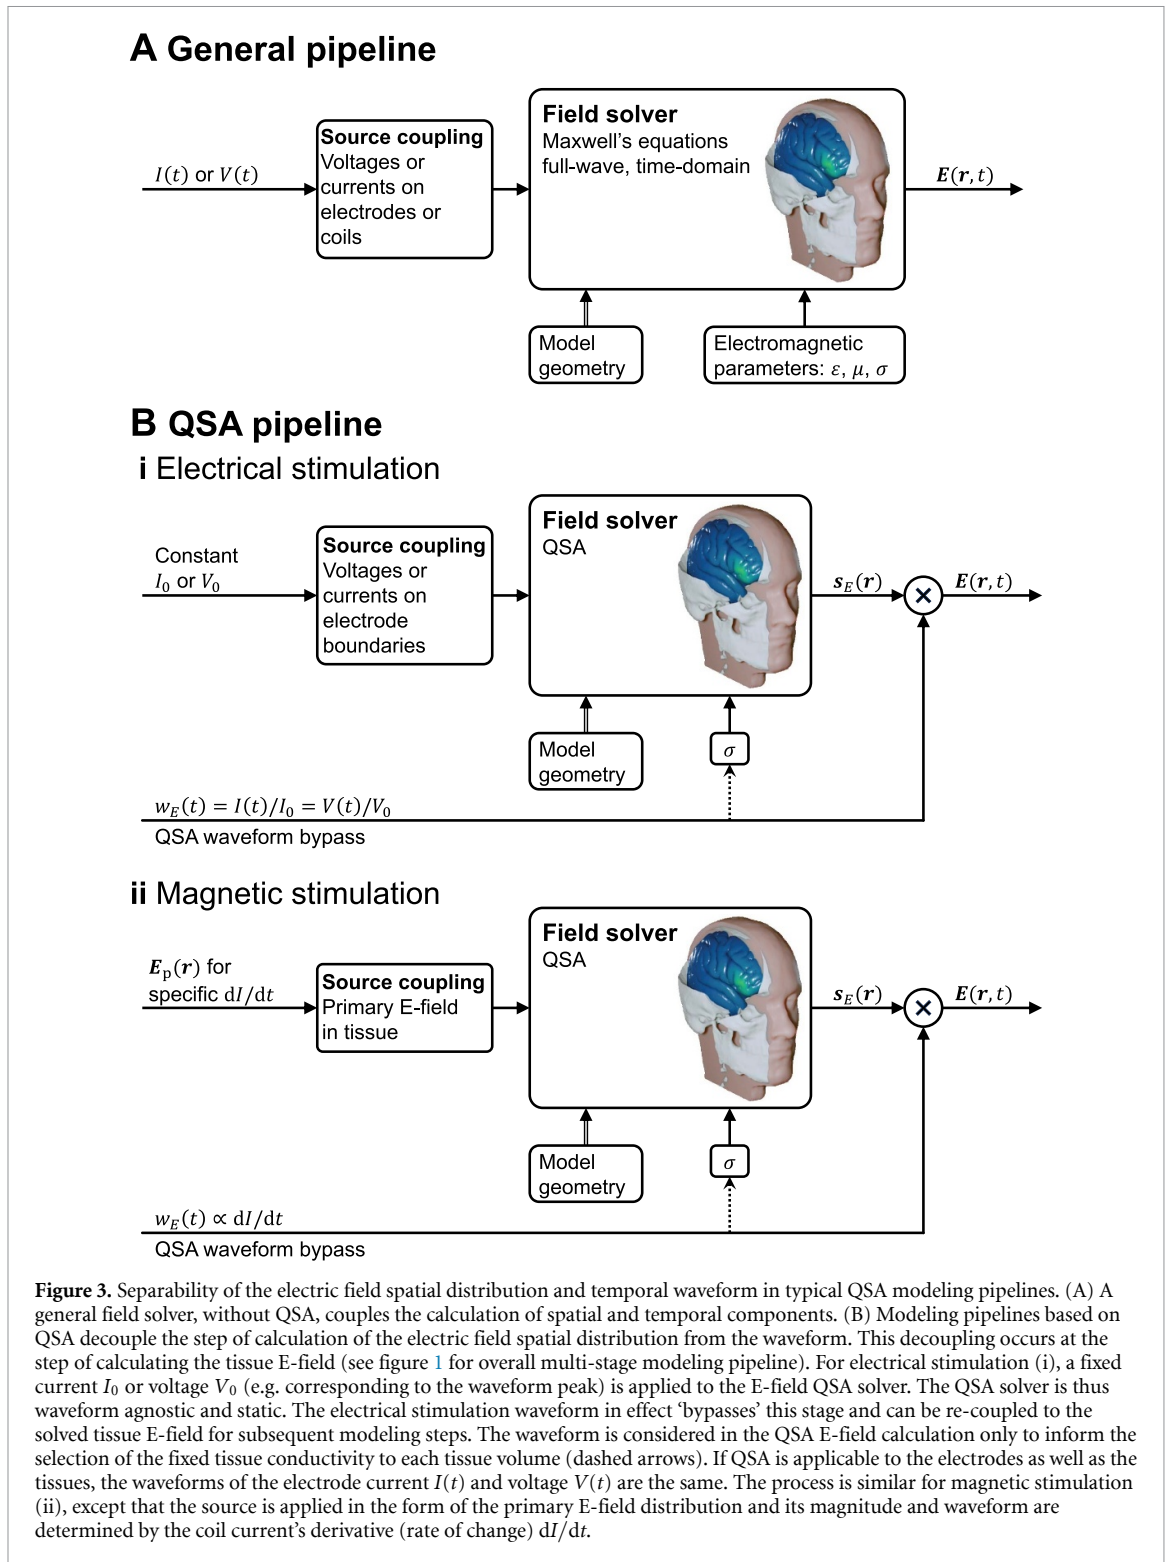 A General pipeline
I(t) or V(t)
Source coupling
Voltages or
currents on
electrodes or
coils
Field solver
Maxwell's equations
full-wave, time-domain
E(r, t)
Model
geometry
Electromagnetic
parameters: ε, μ, σ
B QSA pipeline
i Electrical stimulation
Constant
I₀ or V₀
Source coupling
Voltages or
currents on
electrode
boundaries
Field solver
QSA
s_E(r)
×
E(r, t)
Model
geometry
σ
w_E(t) = I(t)/I₀ = V(t)/V₀
QSA waveform bypass
ii Magnetic stimulation
E_p(r) for
specific dI/dt
Source coupling
Primary E-field
in tissue
Field solver
QSA
s_E(r)
×
E(r, t)
Model
geometry
σ
w_E(t) ∝ dI/dt
QSA waveform bypass
Figure 3. Separability of the electric field spatial distribution and temporal waveform in typical QSA modeling pipelines. (A) A
general field solver, without QSA, couples the calculation of spatial and temporal components. (B) Modeling pipelines based on
QSA decouple the step of calculation of the electric field spatial distribution from the waveform. This decoupling occurs at the
step of calculating the tissue E-field (see figure 1 for overall multi-stage modeling pipeline). For electrical stimulation (i), a fixed
current I₀ or voltage V₀ (e.g. corresponding to the waveform peak) is applied to the E-field QSA solver. The QSA solver is thus
waveform agnostic and static. The electrical stimulation waveform in effect 'bypasses' this stage and can be re-coupled to the
solved tissue E-field for subsequent modeling steps. The waveform is considered in the QSA E-field calculation only to inform the
selection of the fixed tissue conductivity to each tissue volume (dashed arrows). If QSA is applicable to the electrodes as well as the
tissues, the waveforms of the electrode current I(t) and voltage V(t) are the same. The process is similar for magnetic stimulation
(ii), except that the source is applied in the form of the primary E-field distribution and its magnitude and waveform are
determined by the coil current's derivative (rate of change) dI/dt.